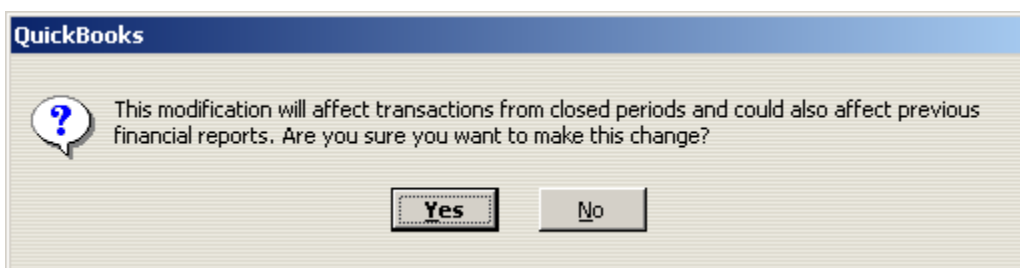 QuickBooks
This modification will affect transactions from closed periods and could also affect previous
financial reports. Are you sure you want to make this change?
Yes
No